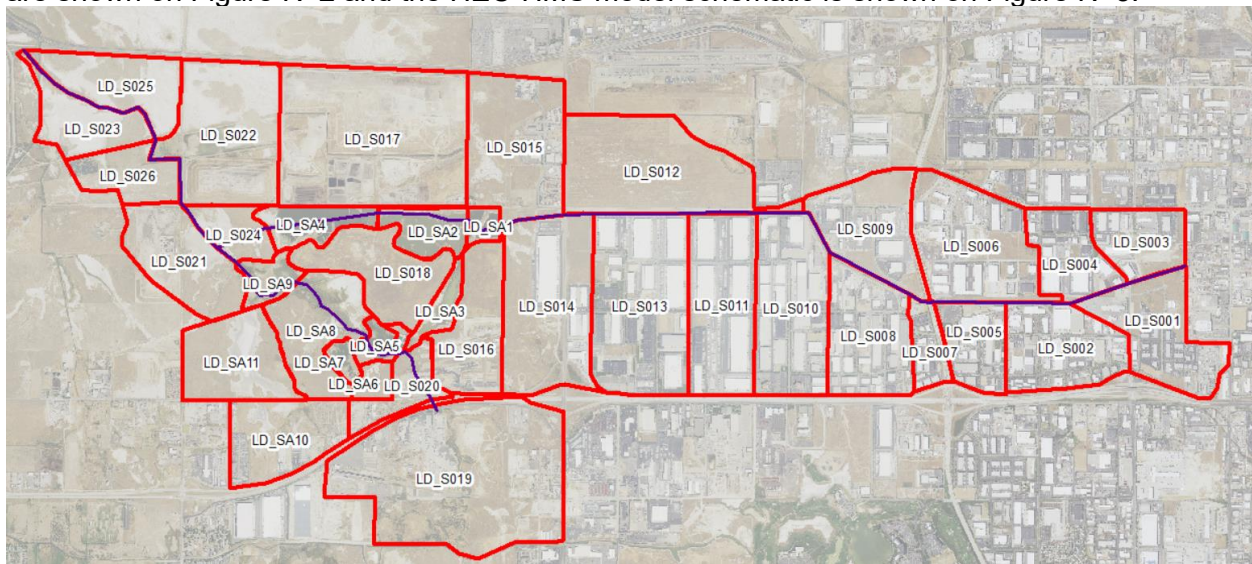 are shown on Figure and the HEC-HMS model schematic is shown on Figure
LD_S025
LD_S023
LD_S022
LD_S017
LD_S015
LD_S012
LD_S026
LD_S024
LD_SA4
LD_SA2
LD_SA1
LD_S009
LD_S006
LD_S004
LD_S003
LD_S021
LD_S018
LD_SA9
LD_SA3
LD_S014
LD_S013
LD_S011
LD_S010
LD_S008
LD_S007
LD_S005
LD_S002
LD_S001
LD_SA8
LD_SA5
LD_S016
LD_SA11
LD_SA7
LD_SA6
LD_S020
LD_SA10
LD_S019